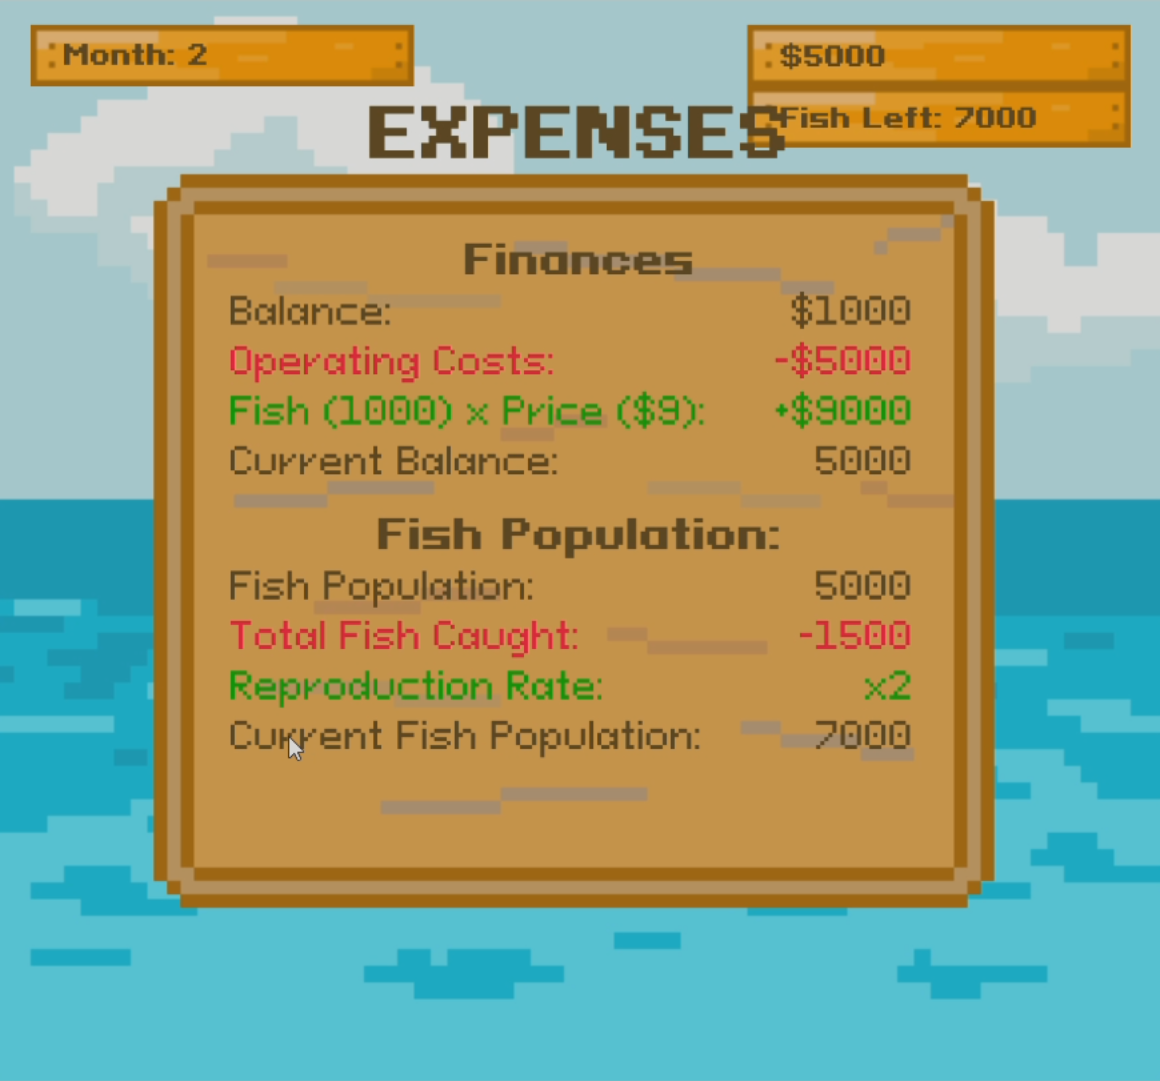 Month: 2
$5000
Fish Left: 7000
EXPENSES
Finances
Balance: $1000
Operating Costs: -$5000
Fish (1000) x Price ($9): +$9000
Current Balance: 5000
Fish Population:
Fish Population: 5000
Total Fish Caught: -1500
Reproduction Rate: x2
Current Fish Population: 7000